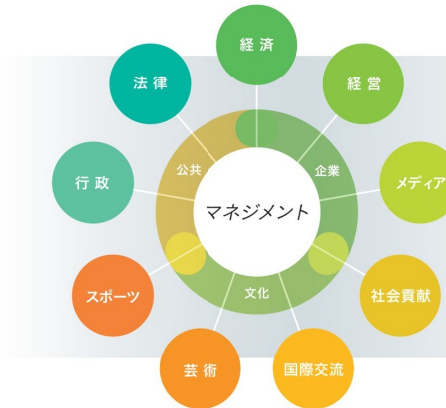 経済
法律
経営
公共
企業
行政
メディア
マネジメント
スポーツ
文化
社会貢献
芸術
国際交流